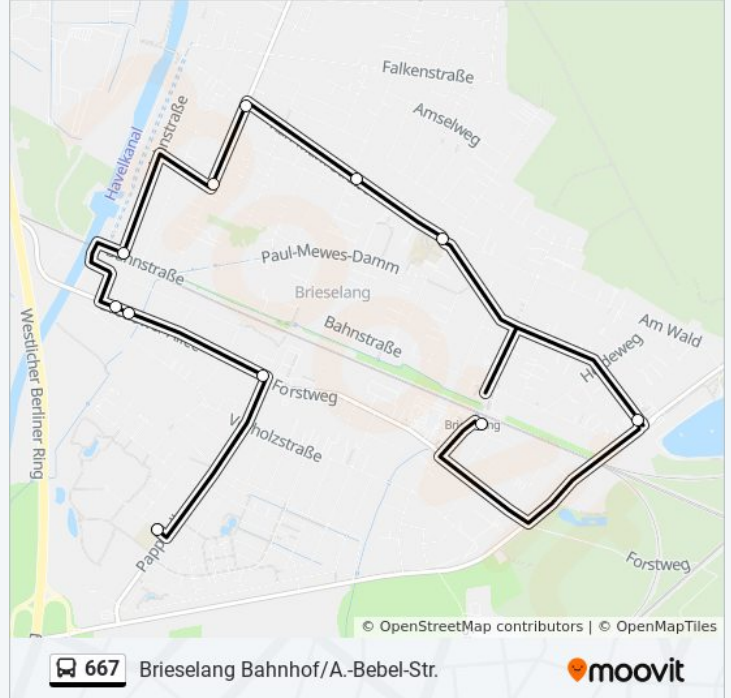 Falkenstraße
Amselweg
Havelkanal
Paul-Mewes-Damm
Brieselang
Bahnstraße
Am Wald
Westlicher Berliner Ring
Forstweg
Forstweg
© OpenStreetMap contributors | © OpenMapTiles
667 Brieselang Bahnhof/A.-Bebel-Str.
moovit